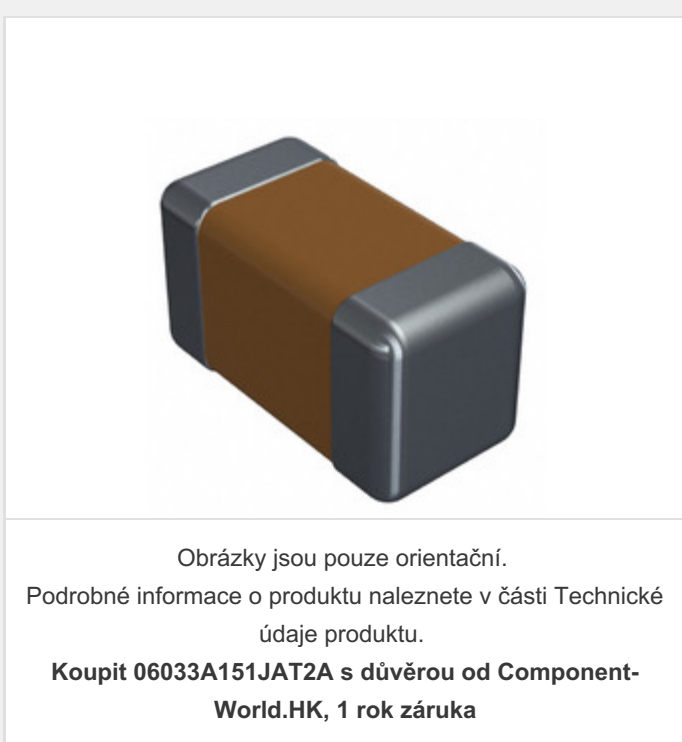 Obrázky jsou pouze orientační.
Podrobné informace o produktu naleznete v části Technické
údaje produktu.
Koupit 06033A151JAT2A s důvěrou od Component-
World.HK, 1 rok záruka